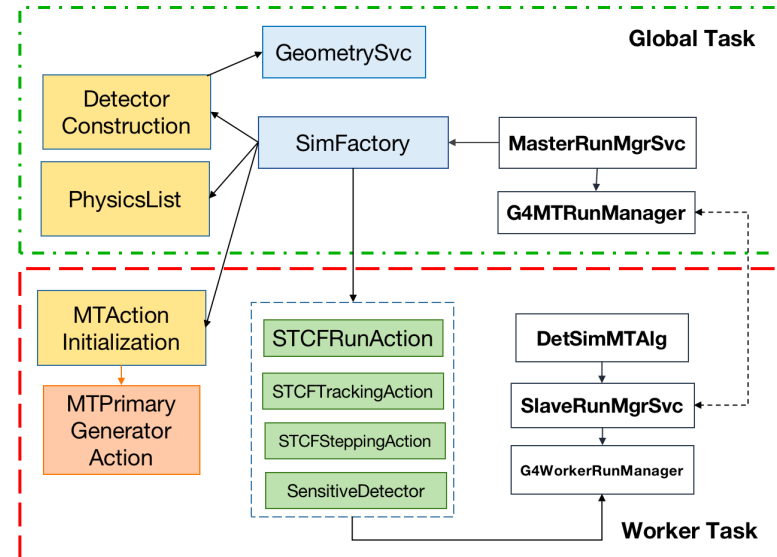 Global Task
GeometrySvc
Detector
Construction
SimFactory
MasterRunMgrSvc
PhysicsList
G4MTRunManager
MTAction
Initialization
STCFRunAction
DetSimMTAlg
MTPrimary
Generator
Action
STCFTrackingAction
SlaveRunMgrSvc
STCFSteppingAction
G4WorkerRunManager
SensitiveDetector
Worker Task